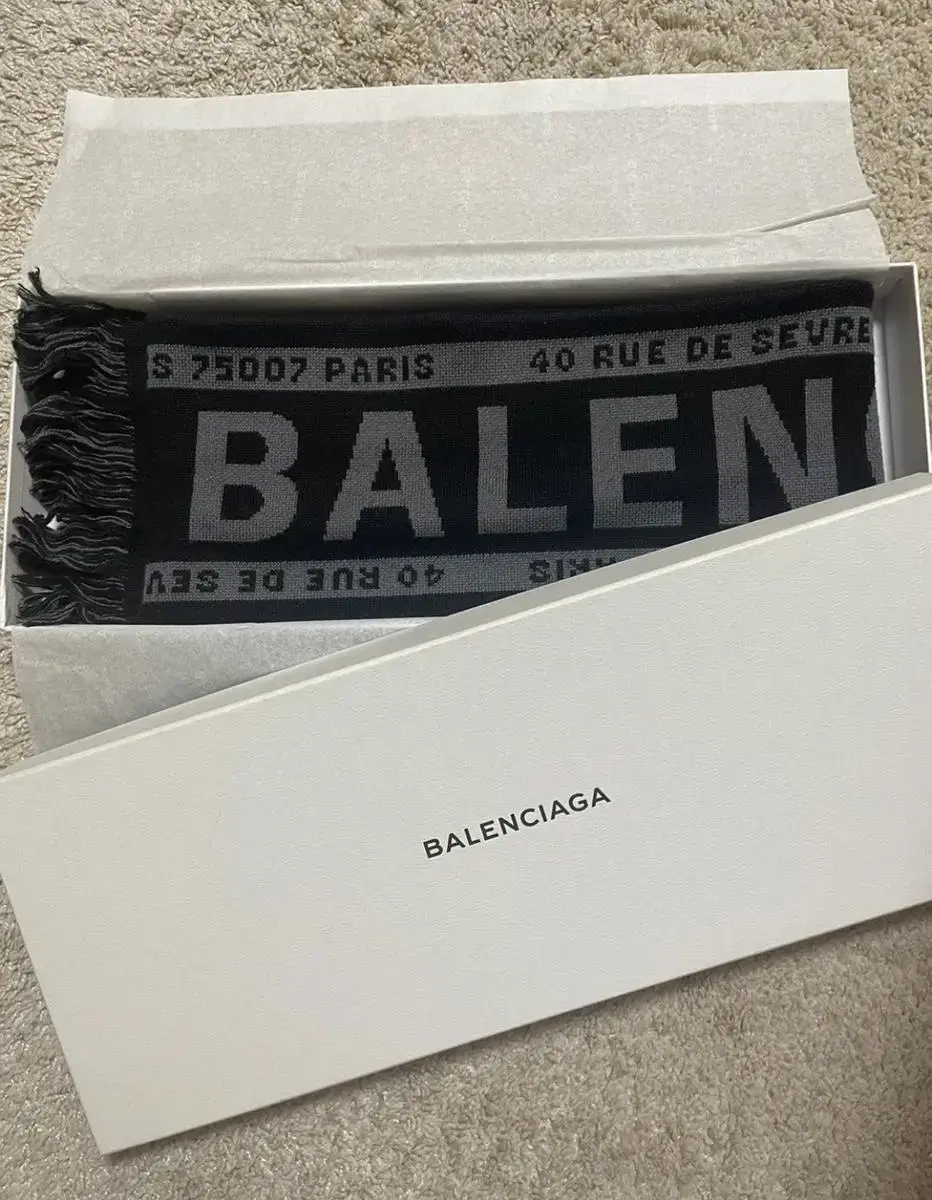 S 75007 PARIS 40 RUE DE SEVRE
BALEN
40 RUE DE SEV
BALENCIAGA